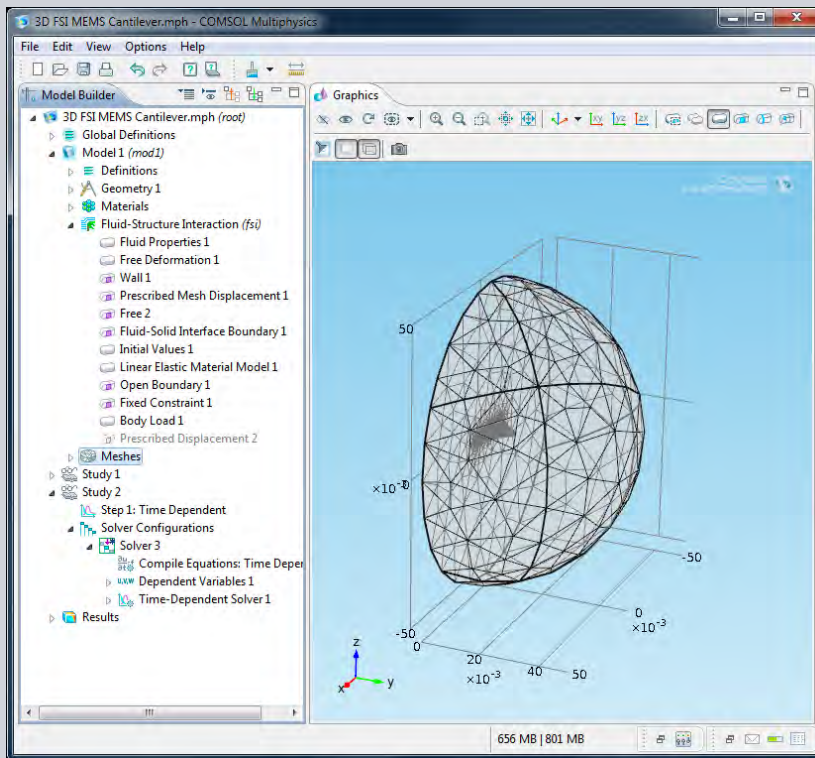 3D FSI MEMS Cantilever.mph - COMSOL Multiphysics
File Edit View Options Help
Model Builder
3D FSI MEMS Cantilever.mph (root)
Global Definitions
Model 1 (mod1)
Definitions
Geometry 1
Materials
Fluid-Structure Interaction (fsi)
Fluid Properties 1
Free Deformation 1
Wall 1
Prescribed Mesh Displacement 1
Free 2
Fluid-Solid Interface Boundary 1
Initial Values 1
Linear Elastic Material Model 1
Open Boundary 1
Fixed Constraint 1
Body Load 1
Prescribed Displacement 2
Meshes
Study 1
Study 2
Step 1: Time Dependent
Solver Configurations
Solver 3
Compile Equations: Time Deper
u,v,w Dependent Variables 1
Time-Dependent Solver 1
Results
Graphics
xy yz zx
50
0
-50
0
20
×10⁻³
40
50
-50
0
×10⁻³
z
y
x
656 MB | 801 MB